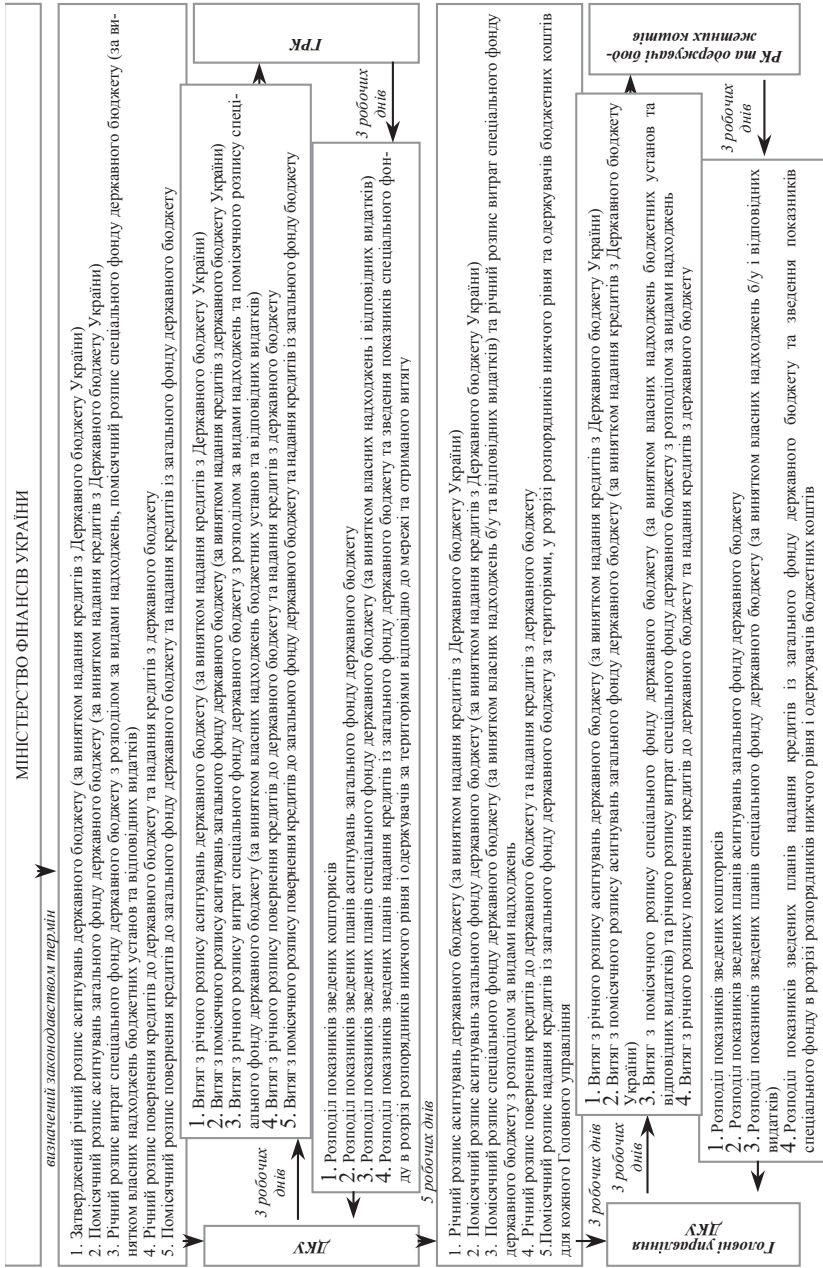 МІНІСТЕРСТВО ФІНАНСІВ УКРАЇНИ
визначений законодавством термін
1. Затверджений річний розпис асигнувань державного бюджету (за винятком надання кредитів з Державного бюджету України)
2. Помісячний розпис асигнувань загального фонду державного бюджету (за винятком надання кредитів з Державного бюджету України)
3. Річний розпис витрат спеціального фонду державного бюджету з розподілом за видами надходжень, помісячний розпис спеціального фонду державного бюджету (за ви-
нятком власних надходжень бюджетних установ та відповідних видатків)
4. Річний розпис повернення кредитів до державного бюджету та надання кредитів з державного бюджету
5. Помісячний розпис повернення кредитів до загального фонду державного бюджету та надання кредитів із загального фонду державного бюджету
ДКУ
3 робочих
днів
1. Витяг з річного розпису асигнувань державного бюджету (за винятком надання кредитів з Державного бюджету України)
2. Витяг з помісячного розпису асигнувань загального фонду державного бюджету (за винятком надання кредитів з державного бюджету України)
3. Витяг з річного розпису витрат спеціального фонду державного бюджету з розподілом за видами надходжень та помісячного розпису спеці-
ального фонду державного бюджету (за винятком власних надходжень бюджетних установ та відповідних видатків)
4. Витяг з річного розпису повернення кредитів до державного бюджету та надання кредитів з державного бюджету
5. Витяг з помісячного розпису повернення кредитів до загального фонду державного бюджету та надання кредитів із загального фонду бюджету
ГРК
3 робочих
днів
1. Розподіл показників зведених кошторисів
2. Розподіл показників зведених планів асигнувань загального фонду державного бюджету
3. Розподіл показників зведених планів спеціального фонду державного бюджету (за винятком власних надходжень і відповідних видатків)
4. Розподіл показників зведених планів надання кредитів із загального фонду державного бюджету та зведення показників спеціального фон-
ду в розрізі розпорядників нижчого рівня і одержувачів за територіями відповідно до мережі та отриманого витягу
5 робочих днів
1. Річний розпис асигнувань державного бюджету (за винятком надання кредитів з Державного бюджету України)
2. Помісячний розпис асигнувань загального фонду державного бюджету (за винятком надання кредитів з Державного бюджету України)
3. Помісячний розпис спеціального фонду державного бюджету (за винятком власних надходжень б/у та відповідних видатків) та річний розпис витрат спеціального фонду
державного бюджету з розподілом за видами надходжень
4. Річний розпис повернення кредитів до державного бюджету та надання кредитів з державного бюджету
5.Помісячний розпис надання кредитів із загального фонду державного бюджету за територіями, у розрізі розпорядників нижчого рівня та одержувачів бюджетних коштів
для кожного Головного управління
3 робочих днів
Головні управління
ДКУ
3 робочих
днів
1. Витяг з річного розпису асигнувань державного бюджету (за винятком надання кредитів з Державного бюджету України)
2. Витяг з помісячного розпису асигнувань загального фонду державного бюджету (за винятком надання кредитів з Державного бюджету
України)
3. Витяг з помісячного розпису спеціального фонду державного бюджету (за винятком власних надходжень бюджетних установ та
відповідних видатків) та річного розпису витрат спеціального фонду державного бюджету з розподілом за видами надходжень
4. Витяг з річного розпису повернення кредитів до державного бюджету та надання кредитів з державного бюджету
РК та одержувачі бюд-
жетних коштів
3 робочих
днів
1.Розподіл показників зведених кошторисів
2. Розподіл показників зведених планів асигнувань загального фонду державного бюджету
3. Розподіл показників зведених планів спеціального фонду державного бюджету (за винятком власних надходжень б/у і відповідних
видатків)
4. Розподіл показників зведених планів надання кредитів із загального фонду державного бюджету та зведення показників
спеціального фонду в розрізі розпорядників нижчого рівня і одержувачів бюджетних коштів